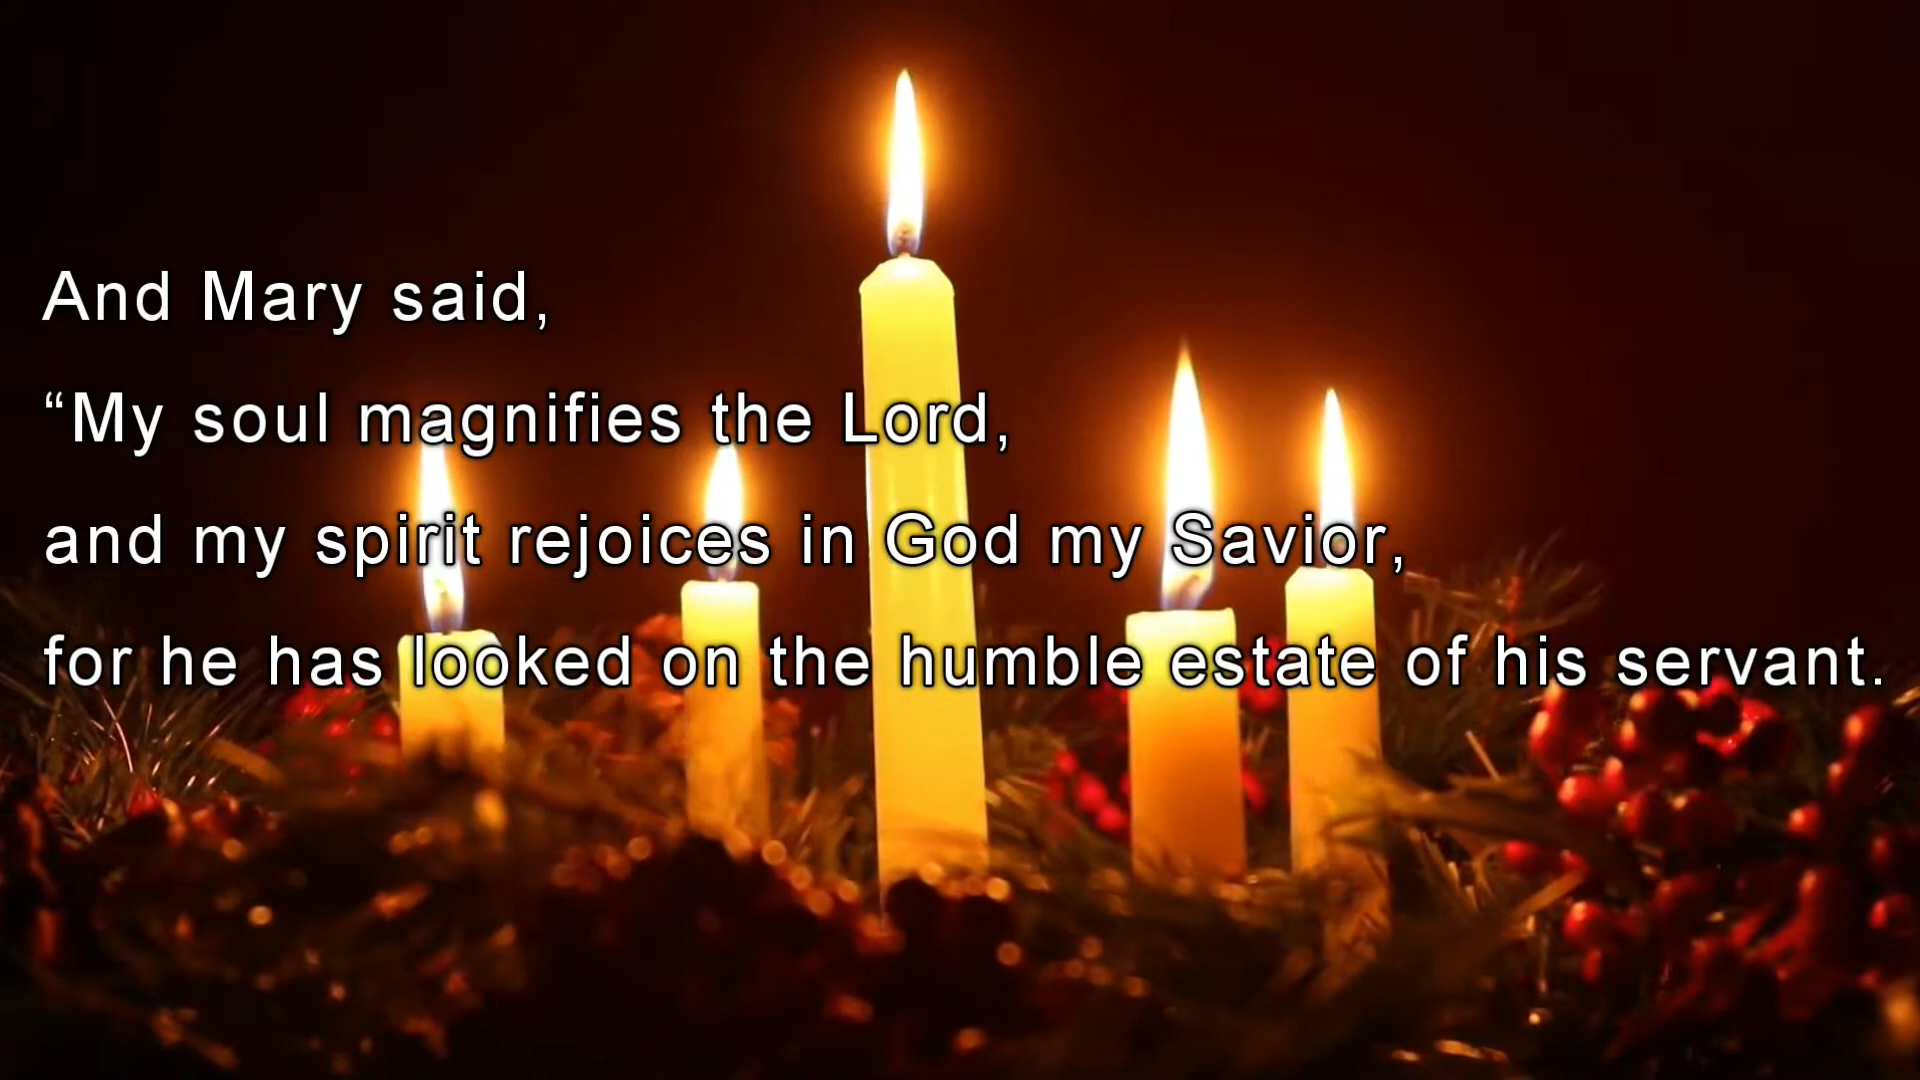 And Mary said,
“My soul magnifies the Lord,
and my spirit rejoices in God my Savior,
for he has looked on the humble estate of his servant.